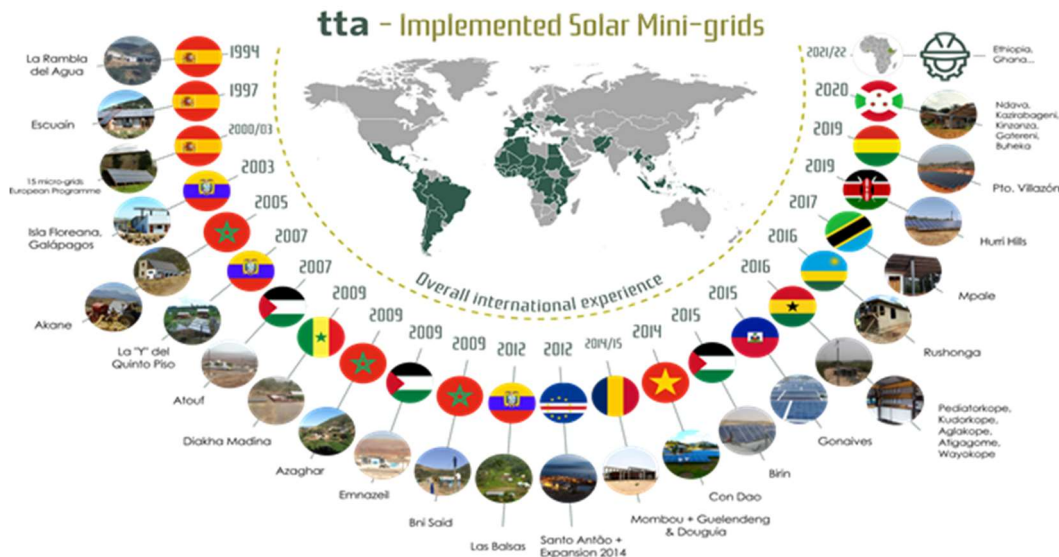 tta - Implemented Solar Mini-grids
Overall international experience
1994
La Rambla
del Agua
1997
Escuaín
2000/03
15 micro-grids
European Programme
2003
Isla Floreana,
Galápagos
2005
Akane
2007
La "Y" del
Quinto Piso
2007
Atouf
2009
Diakha Madina
2009
Azaghar
2009
Emnazeil
2009
Bni Said
2012
Las Balsas
2012
Santo Antão +
Expansion 2014
2014/15
Mombou + Guelendeng
& Douguia
2014
Con Dao
2015
Birin
2015
Gonaives
2016
Pediatorkope,
Kudorkope,
Aglakope,
Atigagome,
Wayokope
2016
Rushonga
2017
Mpale
2019
Hurri Hills
2019
Pto. Villazón
2020
Ndava,
Kazirabageni,
Kinzanza,
Gatereni,
Buheka
2021/22
Ethiopia,
Ghana...